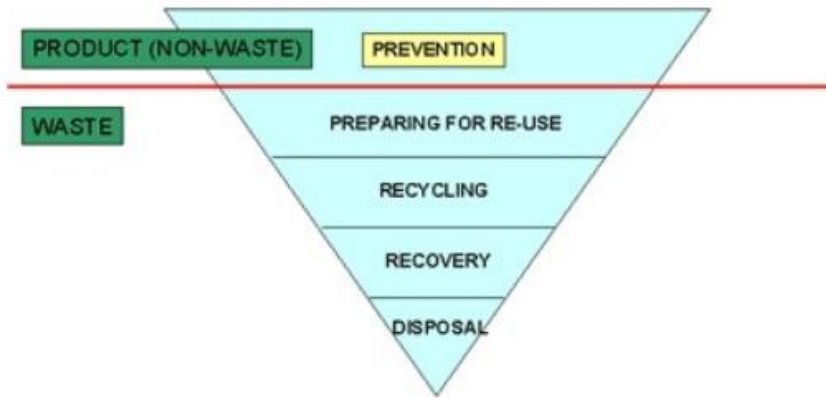 PRODUCT (NON-WASTE)
PREVENTION
WASTE
PREPARING FOR RE-USE
RECYCLING
RECOVERY
DISPOSAL